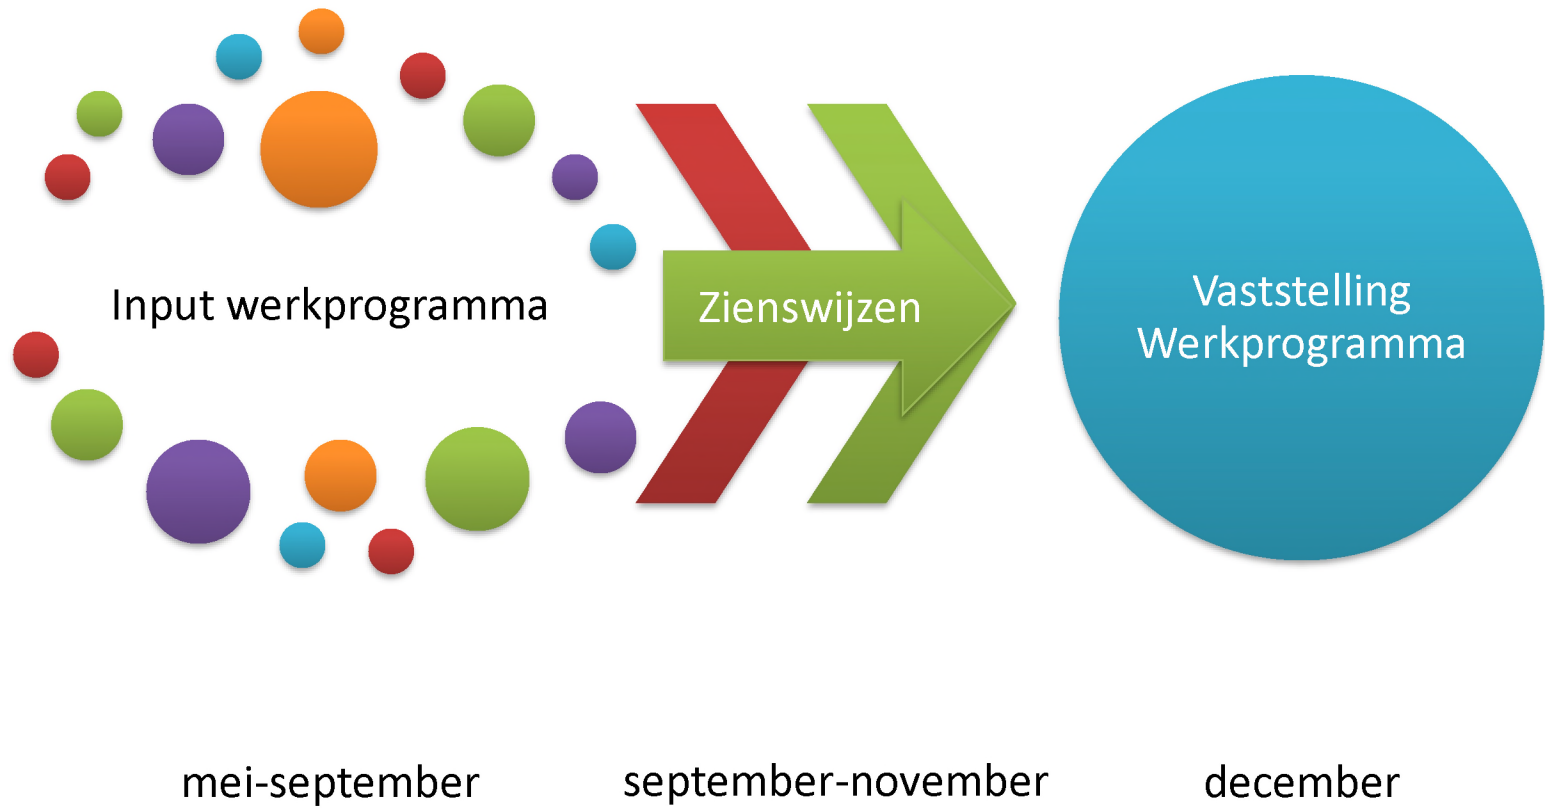 Input werkprogramma
Zienswijzen
Vaststelling
Werkprogramma
mei-september
september-november
december